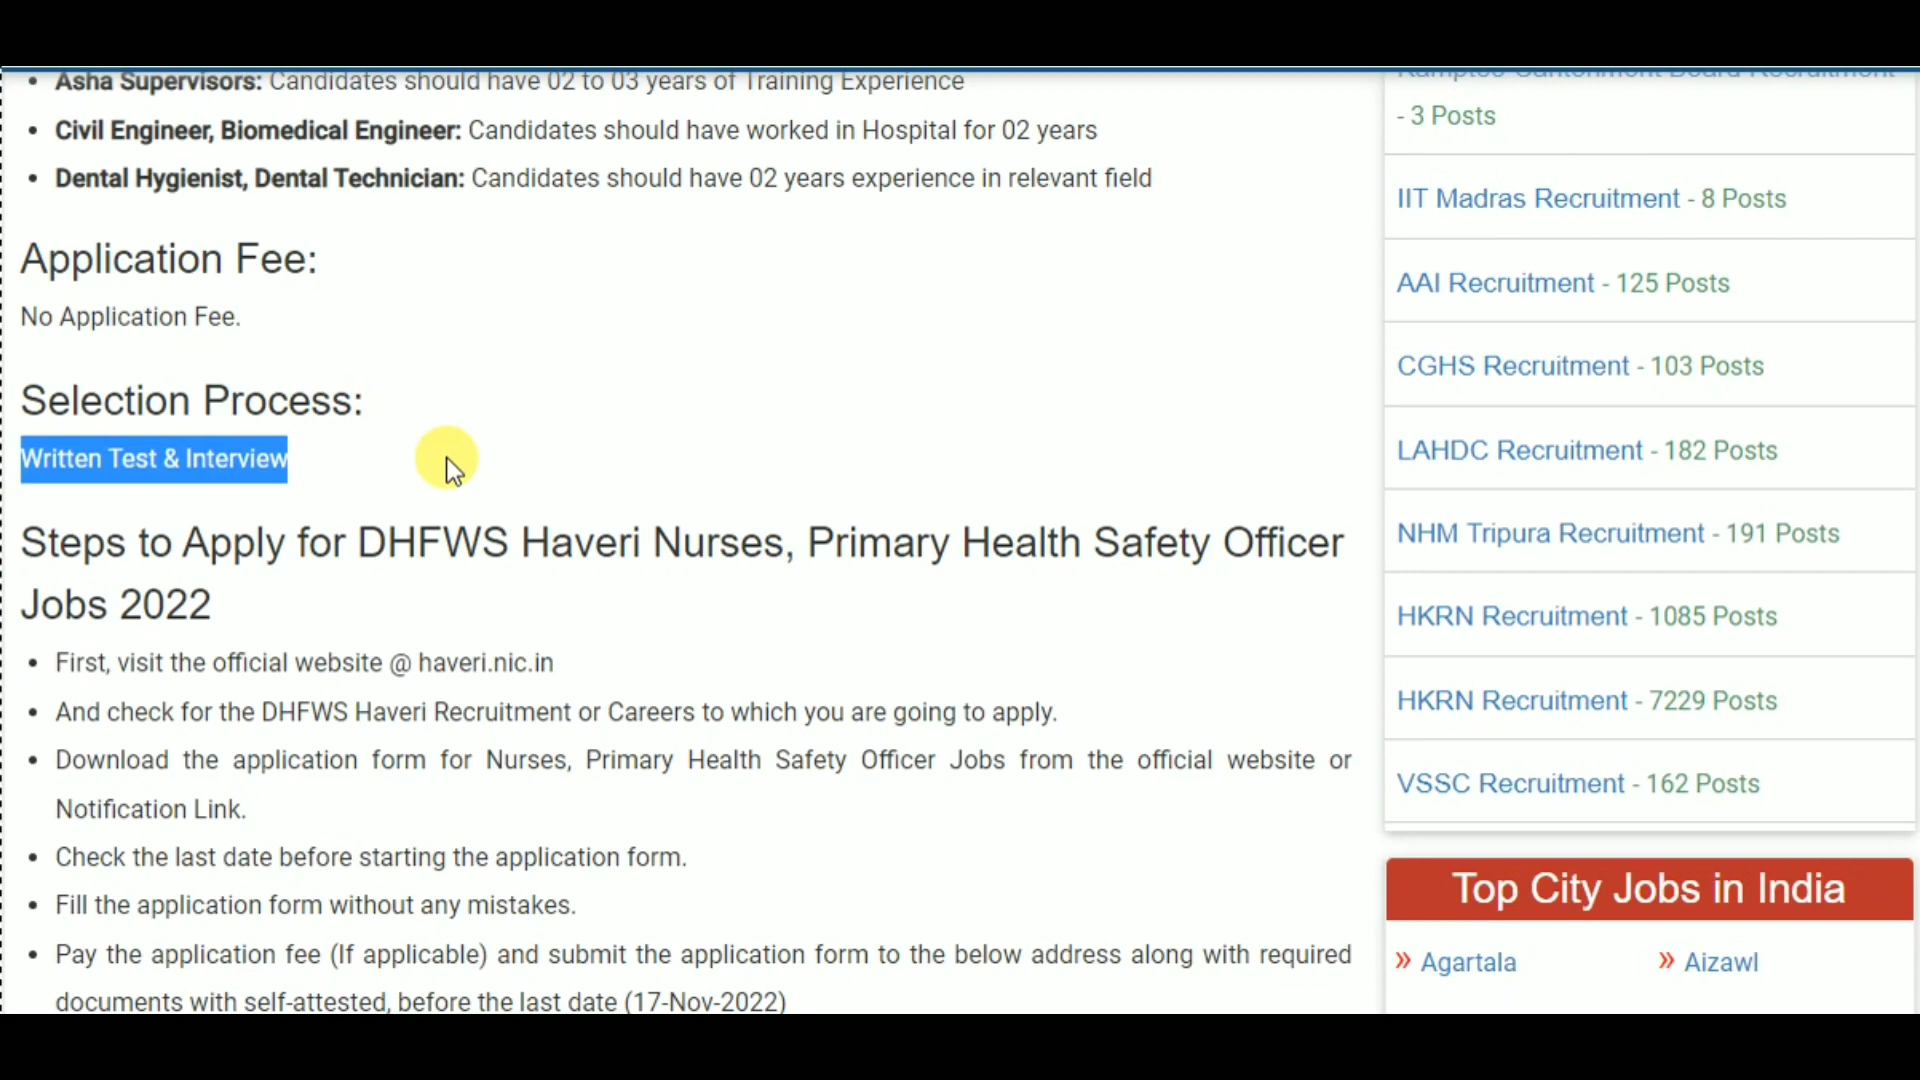 Asha Supervisors: Candidates should have 02 to 03 years of Training Experience
Civil Engineer, Biomedical Engineer: Candidates should have worked in Hospital for 02 years
Dental Hygienist, Dental Technician: Candidates should have 02 years experience in relevant field
Application Fee:
No Application Fee.
Selection Process:
Written Test & Interview
Steps to Apply for DHFWS Haveri Nurses, Primary Health Safety Officer
Jobs 2022
First, visit the official website @ haveri.nic.in
And check for the DHFWS Haveri Recruitment or Careers to which you are going to apply.
Download the application form for Nurses, Primary Health Safety Officer Jobs from the official website or
Notification Link.
Check the last date before starting the application form.
Fill the application form without any mistakes.
Pay the application fee (If applicable) and submit the application form to the below address along with required
documents with self-attested, before the last date (17-Nov-2022)
Kamptee Cantonment Board Recruitment
- 3 Posts
IIT Madras Recruitment - 8 Posts
AAI Recruitment - 125 Posts
CGHS Recruitment - 103 Posts
LAHDC Recruitment - 182 Posts
NHM Tripura Recruitment - 191 Posts
HKRN Recruitment - 1085 Posts
HKRN Recruitment - 7229 Posts
VSSC Recruitment - 162 Posts
Top City Jobs in India
» Agartala
» Aizawl